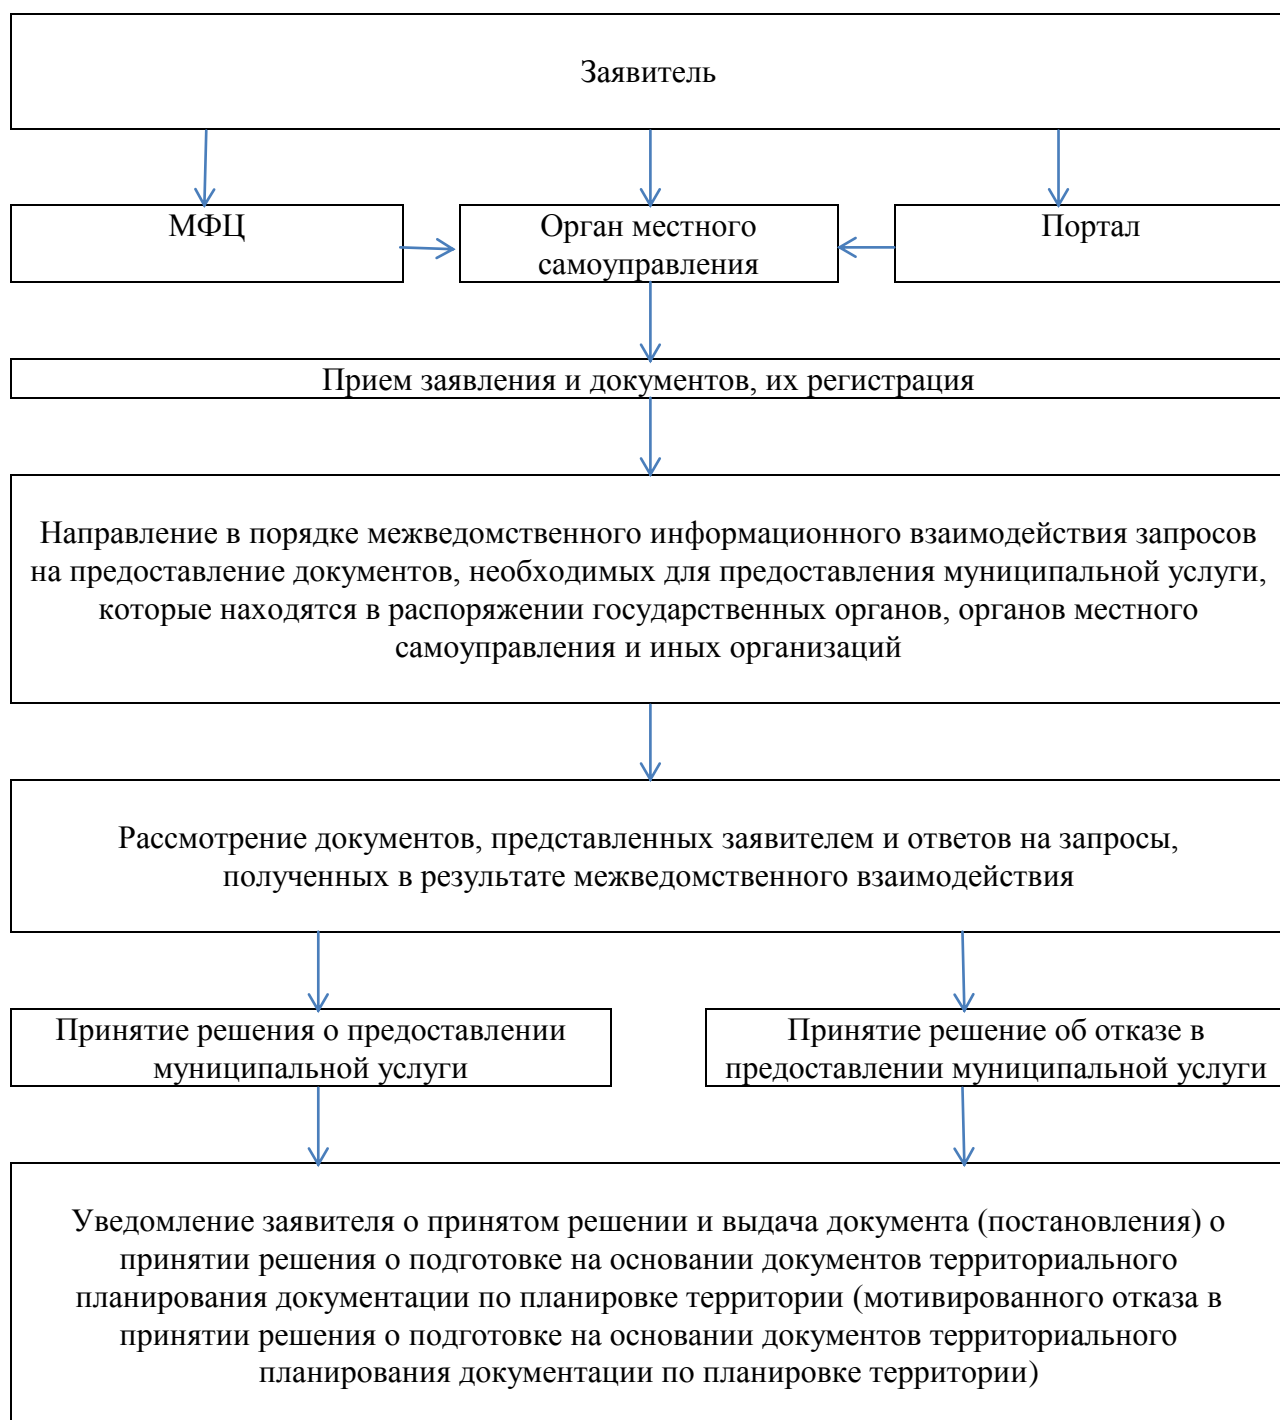 Заявитель
МФЦ
Орган местного
самоуправления
Портал
Прием заявления и документов, их регистрация
Направление в порядке межведомственного информационного взаимодействия запросов
на предоставление документов, необходимых для предоставления муниципальной услуги,
которые находятся в распоряжении государственных органов, органов местного
самоуправления и иных организаций
Рассмотрение документов, представленных заявителем и ответов на запросы,
полученных в результате межведомственного взаимодействия
Принятие решения о предоставлении
муниципальной услуги
Принятие решение об отказе в
предоставлении муниципальной услуги
Уведомление заявителя о принятом решении и выдача документа (постановления) о
принятии решения о подготовке на основании документов территориального
планирования документации по планировке территории (мотивированного отказа в
принятии решения о подготовке на основании документов территориального
планирования документации по планировке территории)